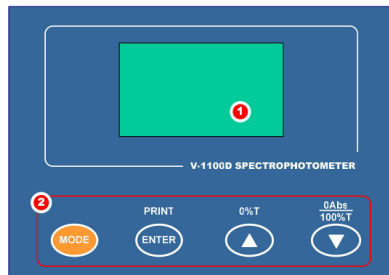 1
V-1100D SPECTROPHOTOMETER
2
PRINT 0%T 0Abs
100%T
MODE ENTER